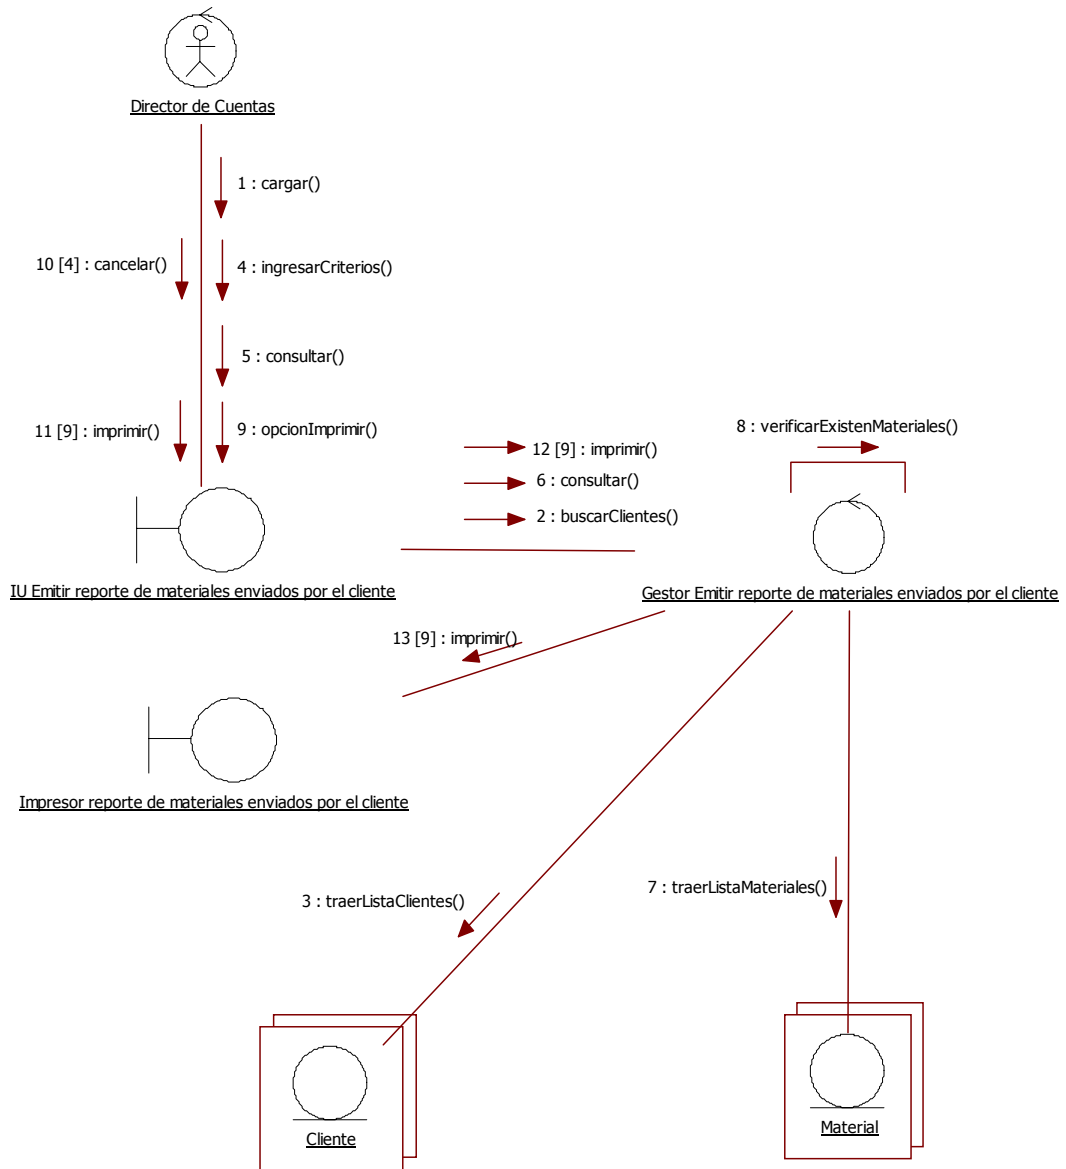 Director de Cuentas
1 : cargar()
10 [4] : cancelar()
4 : ingresarCriterios()
5 : consultar()
11 [9] : imprimir()
9 : opcionImprimir()
8 : verificarExistenMateriales()
12 [9] : imprimir()
6 : consultar()
2 : buscarClientes()
IU Emitir reporte de materiales enviados por el cliente
Gestor Emitir reporte de materiales enviados por el cliente
13 [9] : imprimir()
Impresor reporte de materiales enviados por el cliente
3 : traerListaClientes()
7 : traerListaMateriales()
Cliente
Material